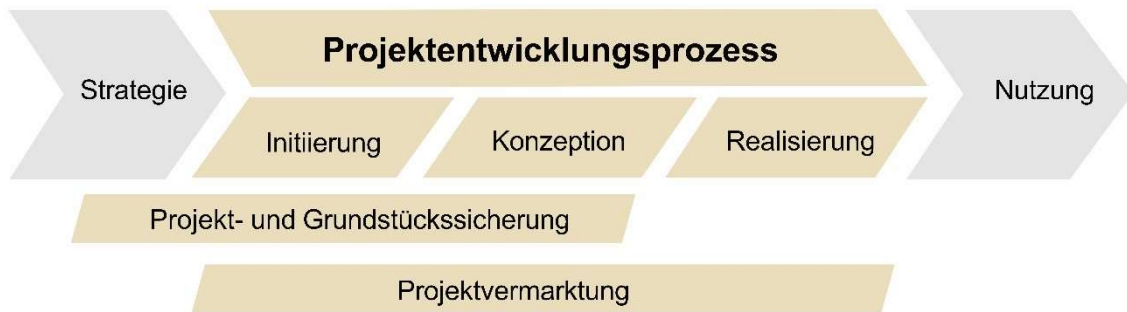 Projektentwicklungsprozess
Strategie
Nutzung
Initiierung
Konzeption
Realisierung
Projekt- und Grundstückssicherung
Projektvermarktung